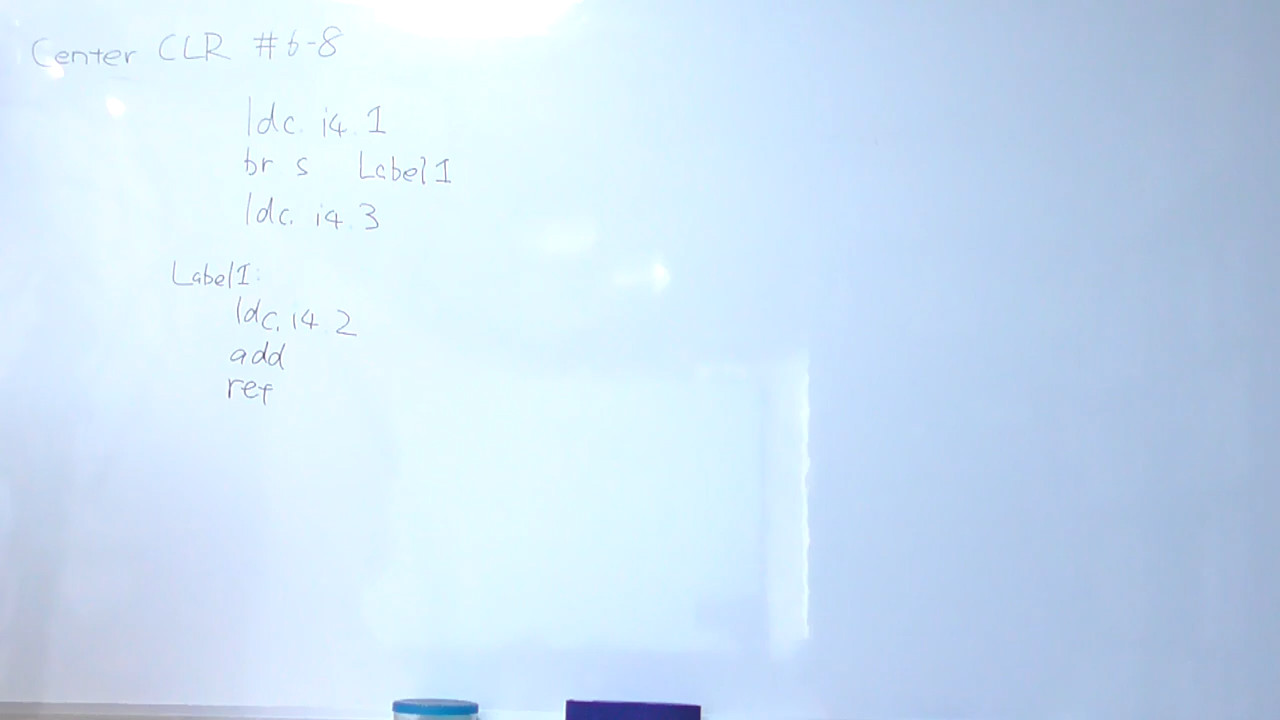 Center CLR #6-8
ldc.i4.1
br s Label1
ldc.i4.3
Label1:
ldc.i4.2
add
ret